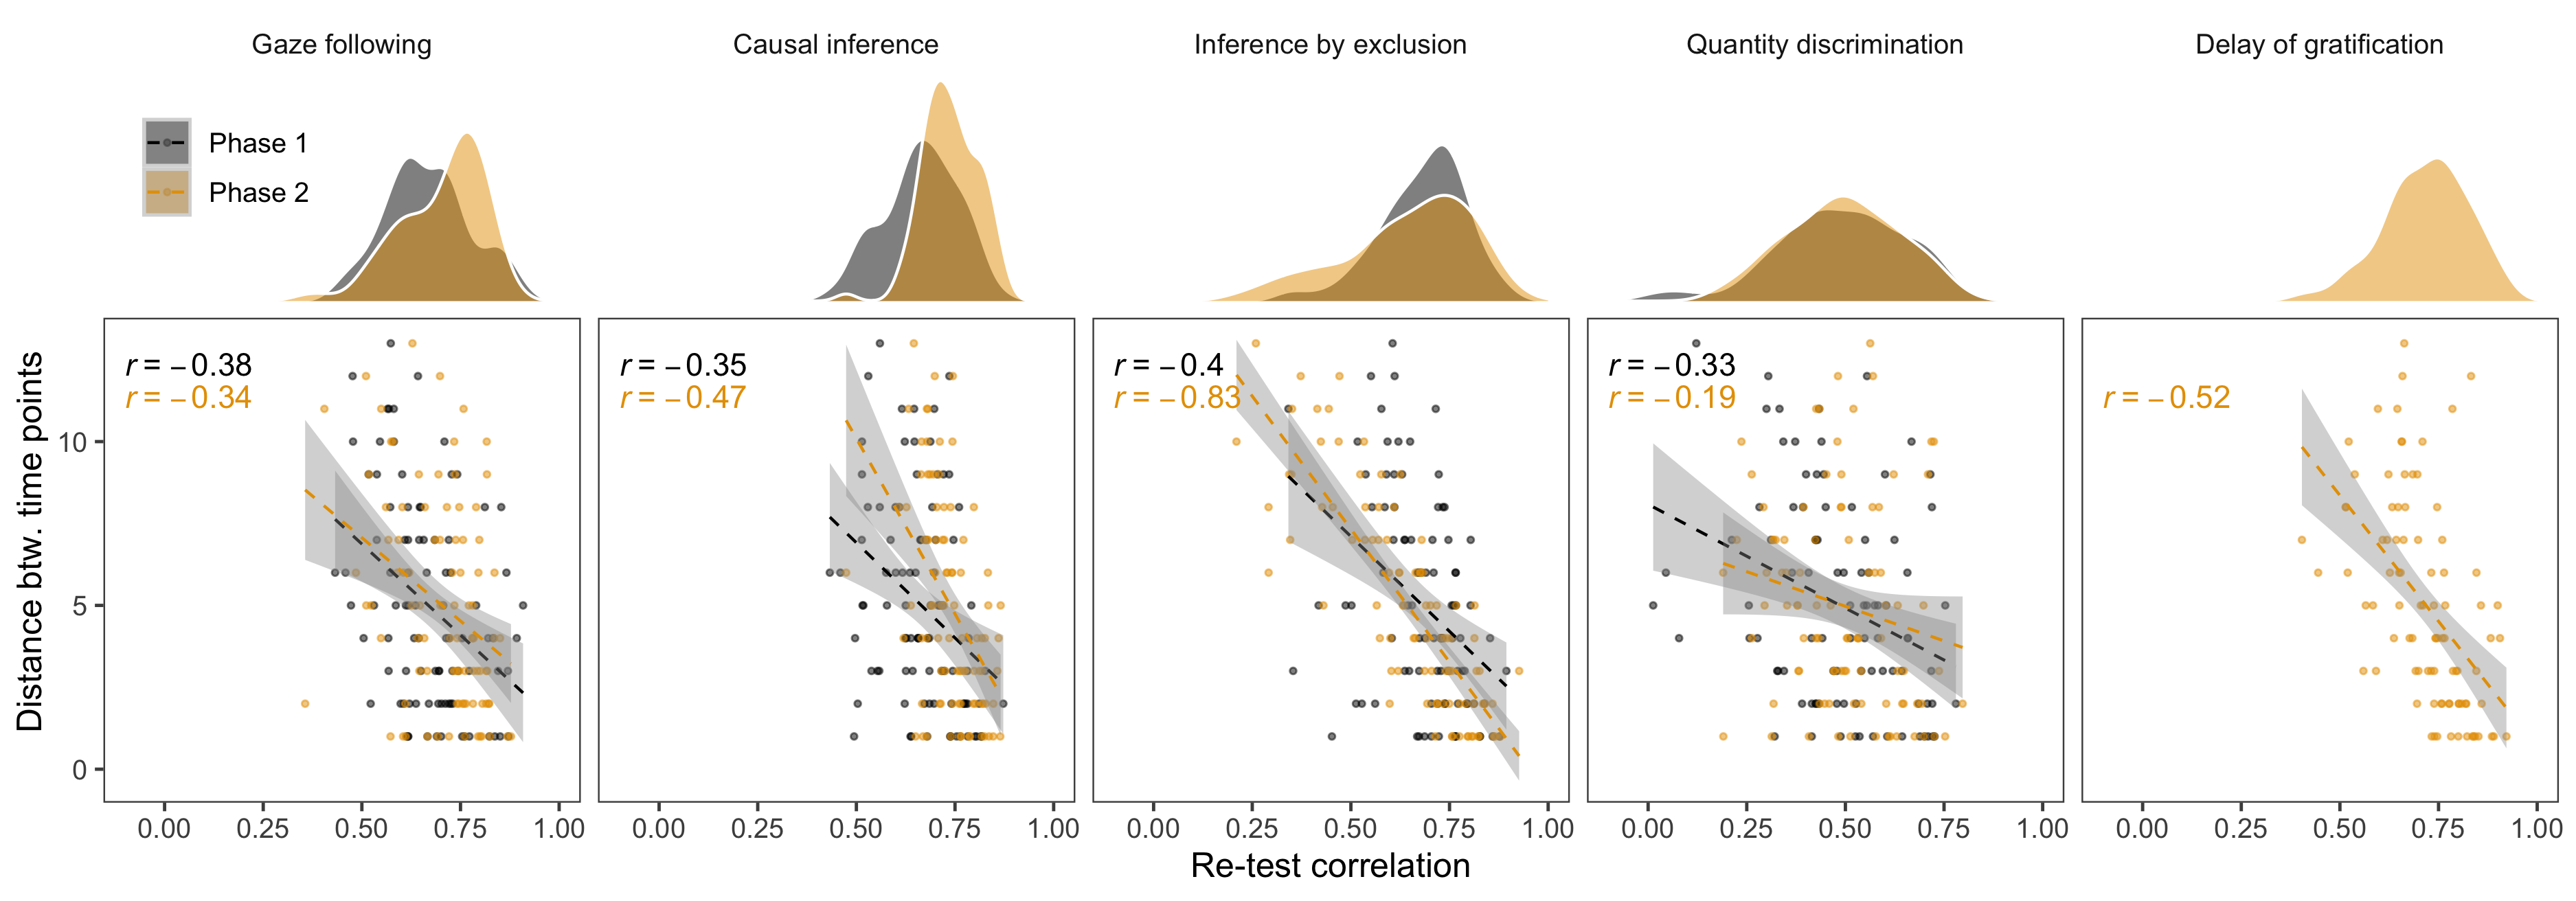 Gaze following
Causal inference
Inference by exclusion
Quantity discrimination
Delay of gratification
Phase 1
Phase 2
Distance btw. time points
10
5
0
r = −0.38
r = −0.34
r = −0.35
r = −0.47
r = −0.4
r = −0.83
r = −0.33
r = −0.19
r = −0.52
0.00 0.25 0.50 0.75 1.00
0.00 0.25 0.50 0.75 1.00
0.00 0.25 0.50 0.75 1.00
0.00 0.25 0.50 0.75 1.00
0.00 0.25 0.50 0.75 1.00
Re-test correlation